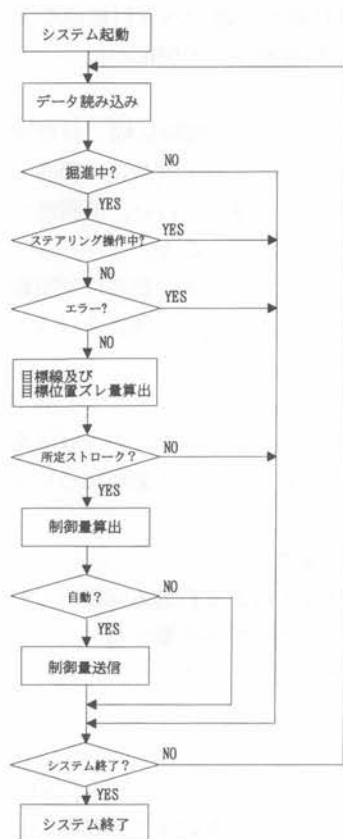 システム起動
データ読み込み
掘進中?
NO
YES
ステアリング操作中?
YES
NO
エラー?
YES
NO
目標線及び
目標位置ズレ量算出
所定ストローク?
NO
YES
制御量算出
自動?
NO
YES
制御量送信
システム終了?
NO
YES
システム終了